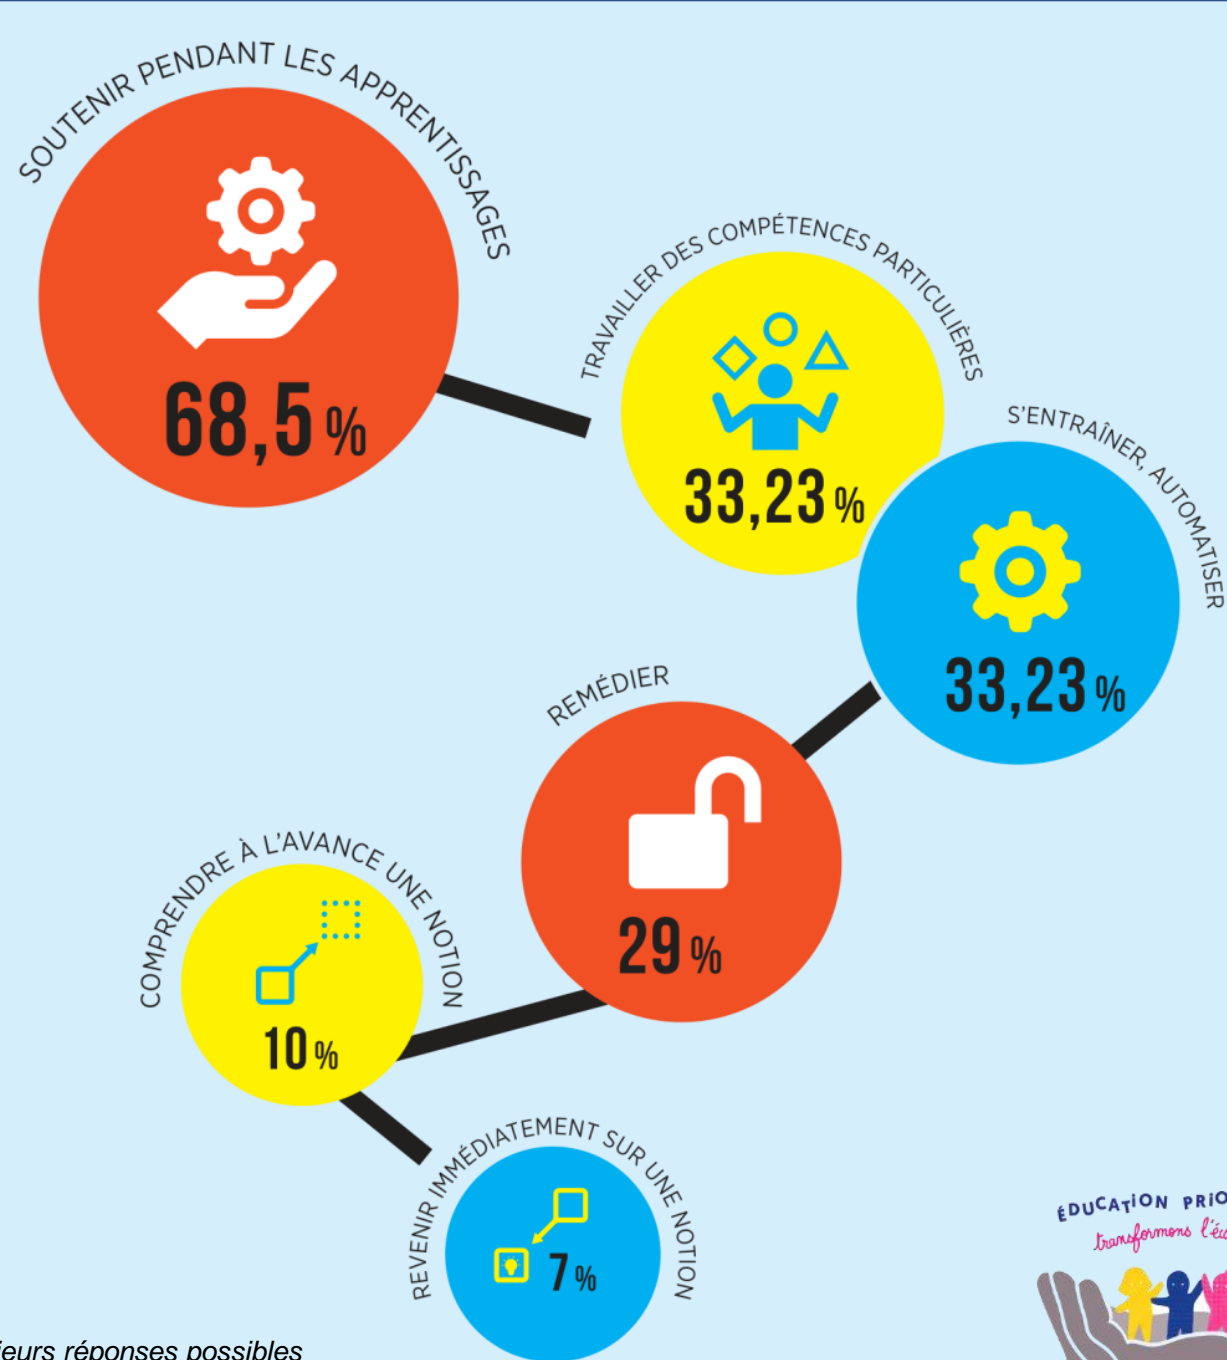 SOUTENIR PENDANT LES APPRENTISSAGES
68,5 %
TRAVAILLER DES COMPÉTENCES PARTICULIÈRES
33,23 %
S'ENTRAÎNER, AUTOMATISER
33,23 %
REMÉDIER
29 %
COMPRENDRE À L'AVANCE UNE NOTION
10 %
REVENIR IMMÉDIATEMENT SUR UNE NOTION
7 %
ÉDUCATION
transformons
réponses possibles